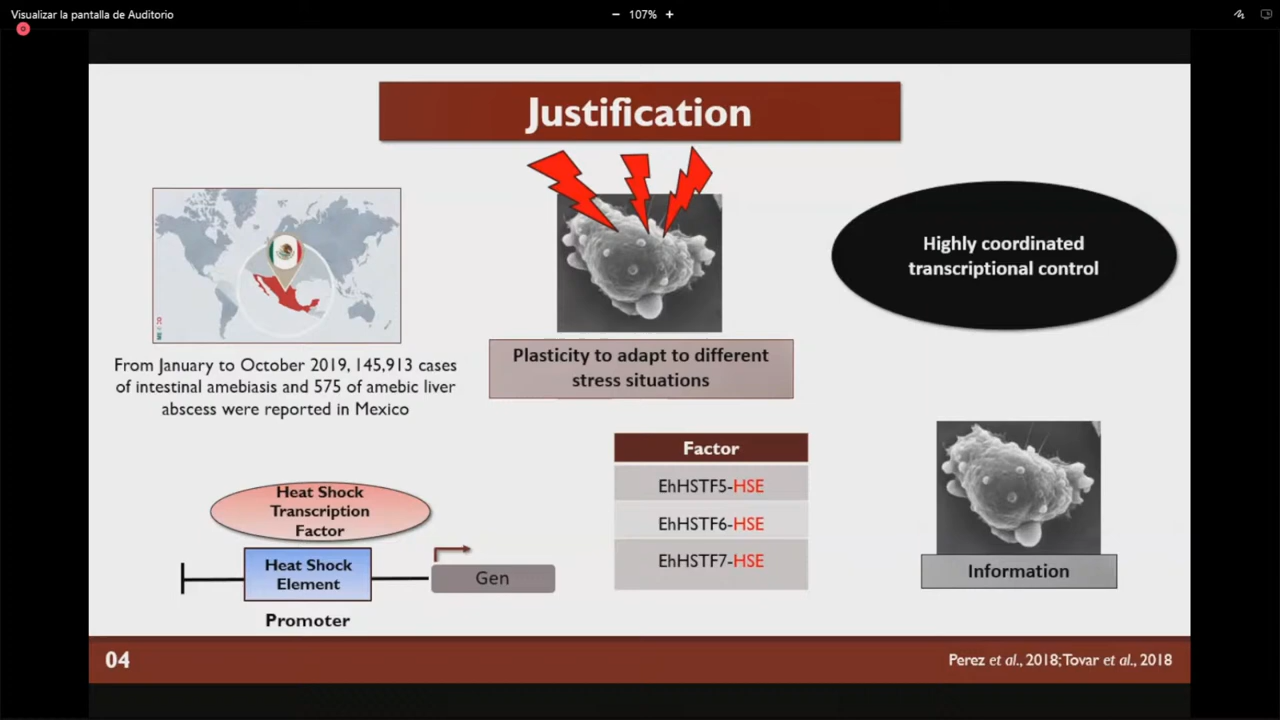 Visualizar la pantalla de Auditorio
− 107% +
Justification
From January to October 2019, 145,913 cases
of intestinal amebiasis and 575 of amebic liver
abscess were reported in Mexico
Plasticity to adapt to different
stress situations
Highly coordinated
transcriptional control
Heat Shock
Transcription
Factor
Heat Shock
Element
Gen
Promoter
Factor
EhHSTF5-HSE
EhHSTF6-HSE
EhHSTF7-HSE
Information
04
Perez et al., 2018; Tovar et al., 2018